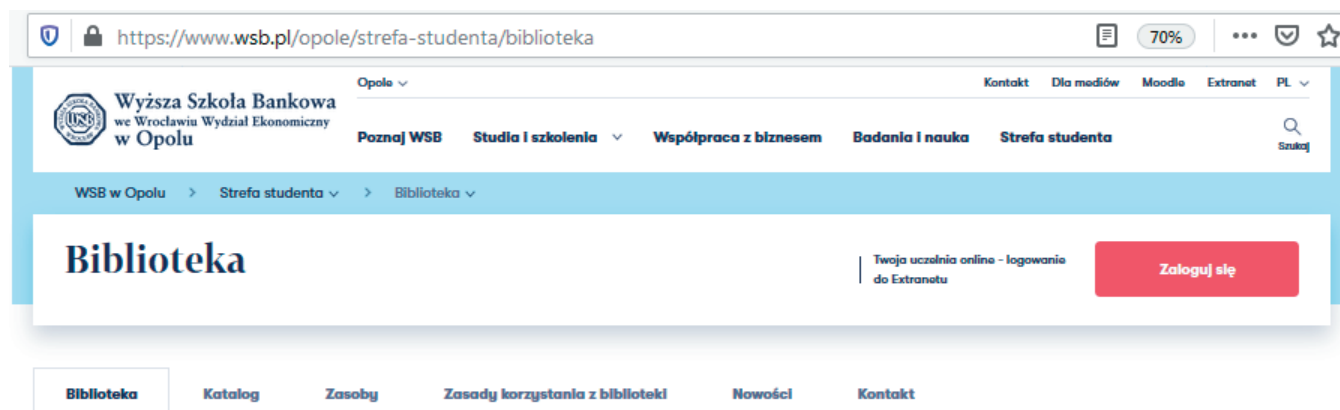 https://www.wsb.pl/opole/strefa-studenta/biblioteka 70%
Opole Kontakt Dla mediów Moodle Extranet PL
Wyższa Szkoła Bankowa
we Wrocławiu Wydział Ekonomiczny
w Opolu
Poznaj WSB Studia i szkolenia Współpraca z biznesem Badania i nauka Strefa studenta Szukaj
WSB w Opolu > Strefa studenta > Biblioteka
Biblioteka
Twoja uczelnia online - logowanie
do Extranetu
Zaloguj się
Biblioteka Katalog Zasoby Zasady korzystania z biblioteki Nowości Kontakt